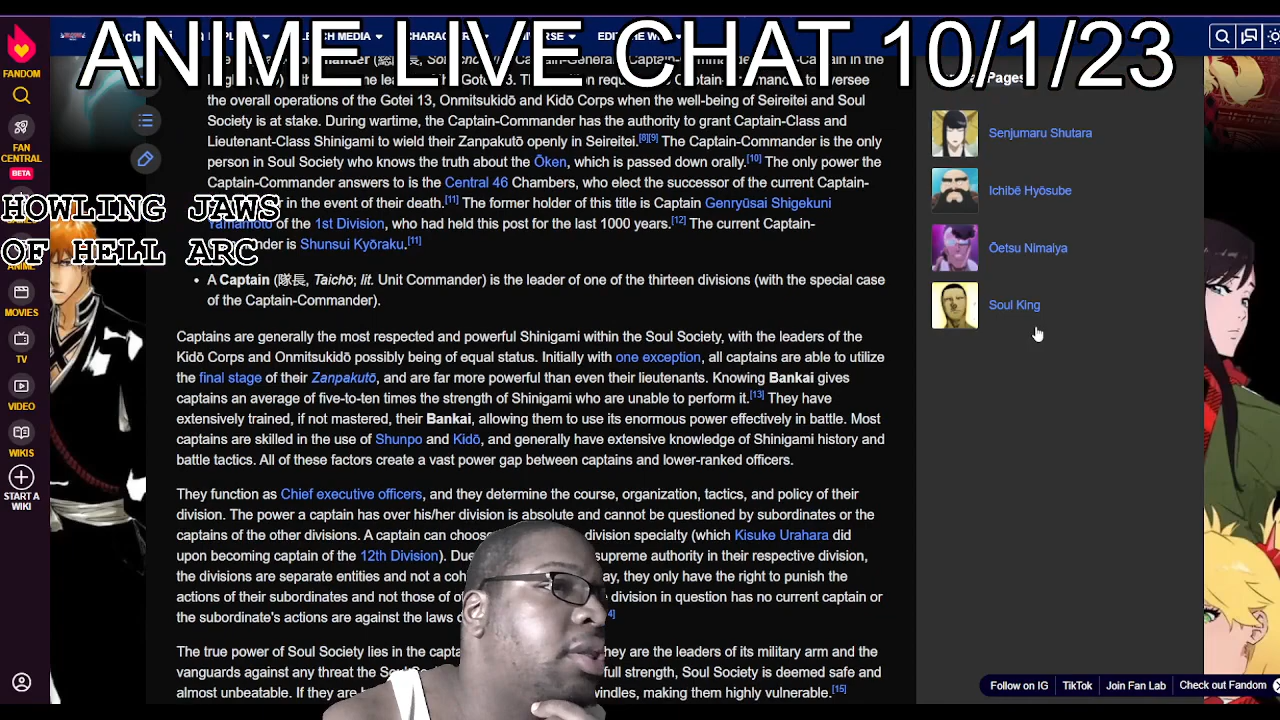 ANIME LIVE CHAT 10/1/23
FANDOM
FAN
CENTRAL
BETA
ANIME
MOVIES
TV
VIDEO
WIKIS
START A
WIKI
HOWLING JAWS
OF HELL ARC
the overall operations of the Gotei 13, Onmitsukidō and Kidō Corps when the well-being of Seireitei and Soul
Society is at stake. During wartime, the Captain-Commander has the authority to grant Captain-Class and
Lieutenant-Class Shinigami to wield their Zanpakutō openly in Seireitei.[8][9] The Captain-Commander is the only
person in Soul Society who knows the truth about the Ōken, which is passed down orally.[10] The only power the
Captain-Commander answers to is the Central 46 Chambers, who elect the successor of the current Captain-
in the event of their death.[11] The former holder of this title is Captain Genryūsai Shigekuni
Yamamoto of the 1st Division, who had held this post for the last 1000 years.[12] The current Captain-
is Shunsui Kyōraku.[11]
• A Captain (隊長, Taichō; lit. Unit Commander) is the leader of one of the thirteen divisions (with the special case
of the Captain-Commander).
Captains are generally the most respected and powerful Shinigami within the Soul Society, with the leaders of the
Kidō Corps and Onmitsukidō possibly being of equal status. Initially with one exception, all captains are able to utilize
the final stage of their Zanpakutō, and are far more powerful than even their lieutenants. Knowing Bankai gives
captains an average of five-to-ten times the strength of Shinigami who are unable to perform it.[13] They have
extensively trained, if not mastered, their Bankai, allowing them to use its enormous power effectively in battle. Most
captains are skilled in the use of Shunpo and Kidō, and generally have extensive knowledge of Shinigami history and
battle tactics. All of these factors create a vast power gap between captains and lower-ranked officers.
They function as Chief executive officers, and they determine the course, organization, tactics, and policy of their
division. The power a captain has over his/her division is absolute and cannot be questioned by subordinates or the
captains of the other divisions. A captain can choose division specialty (which Kisuke Urahara did
upon becoming captain of the 12th Division). Due supreme authority in their respective division,
the divisions are separate entities and not a they only have the right to punish the
actions of their subordinates and not those of division in question has no current captain or
the subordinate's actions are against the laws
The true power of Soul Society lies in the they are the leaders of its military arm and the
vanguards against any threat the full strength, Soul Society is deemed safe and
almost unbeatable. If they are making them highly vulnerable.[15]
Pages
Senjumaru Shutara
Ichibē Hyōsube
Ōetsu Nimaiya
Soul King
Follow on IG
TikTok
Join Fan Lab
Check out Fandom